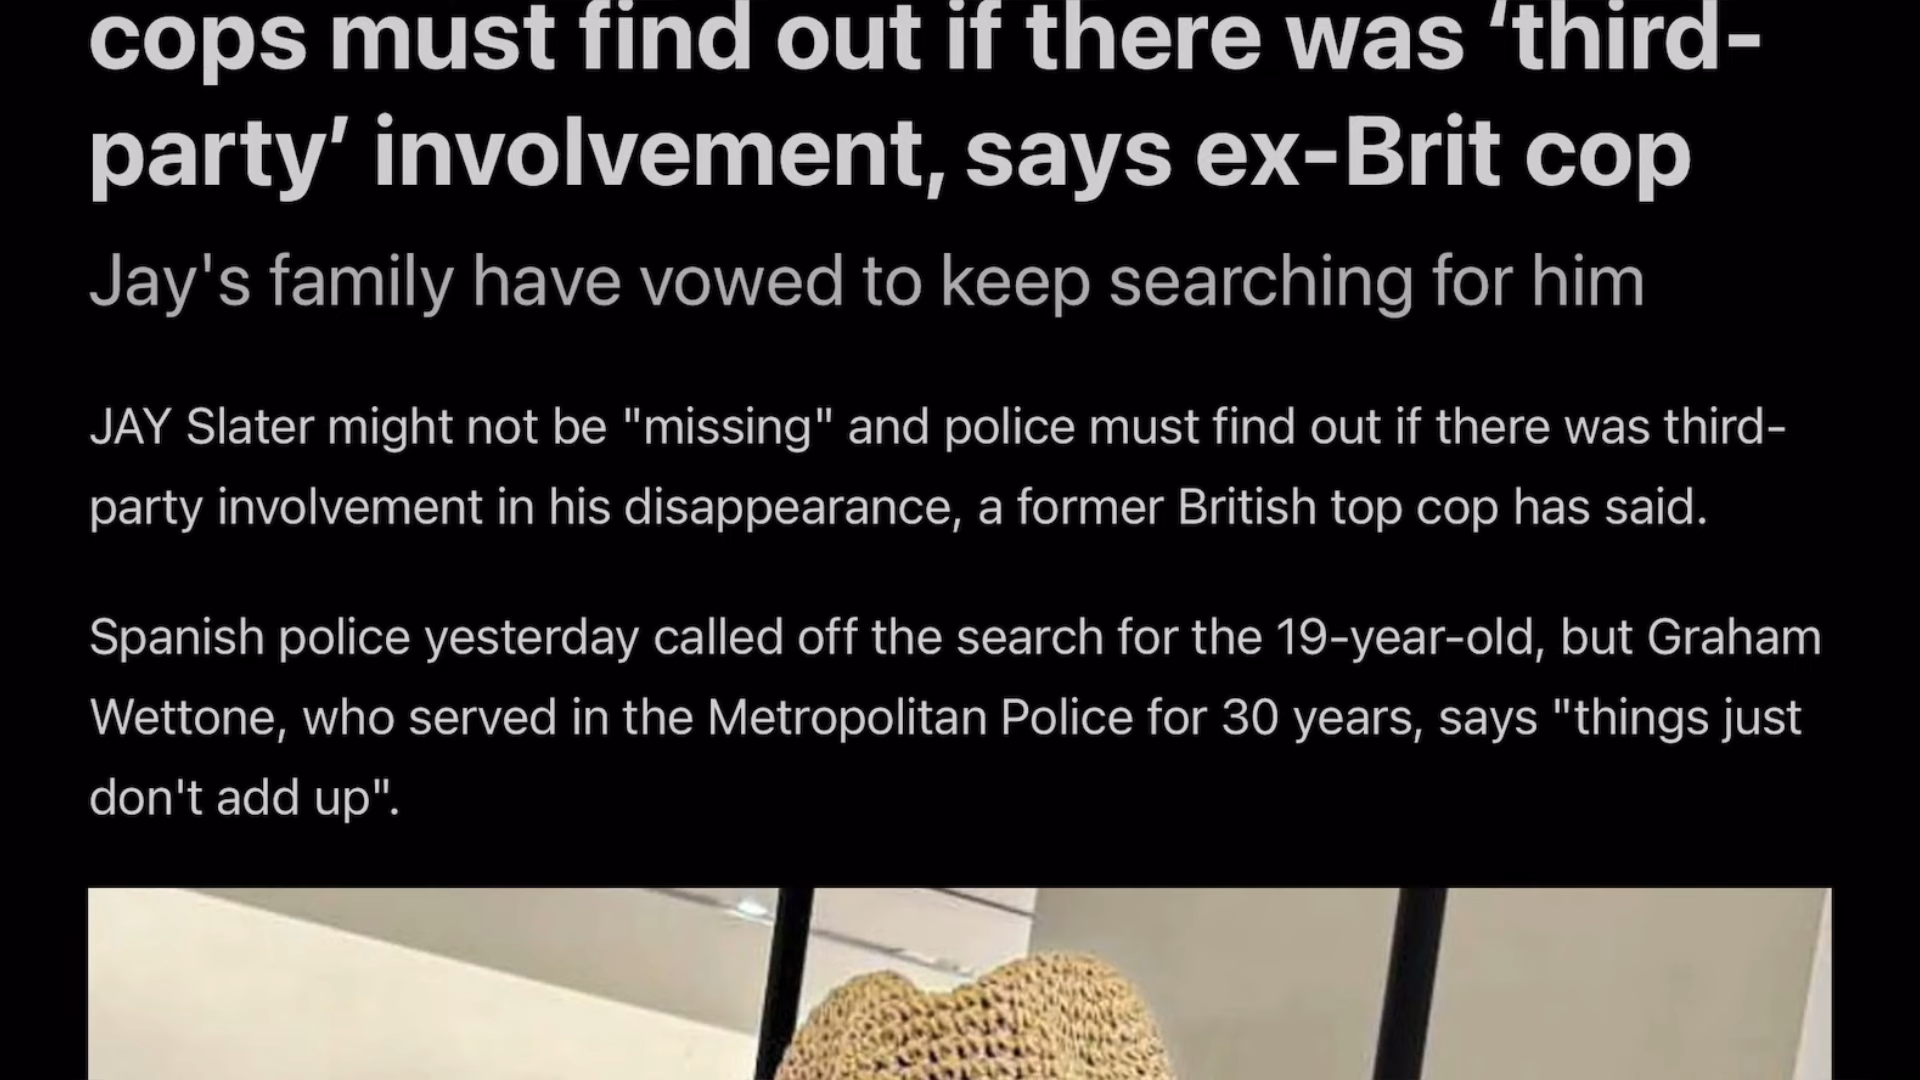 cops must find out if there was ‘third-
party’ involvement, says ex-Brit cop
Jay's family have vowed to keep searching for him
JAY Slater might not be "missing" and police must find out if there was third-
party involvement in his disappearance, a former British top cop has said.
Spanish police yesterday called off the search for the 19-year-old, but Graham
Wettone, who served in the Metropolitan Police for 30 years, says "things just
don't add up".